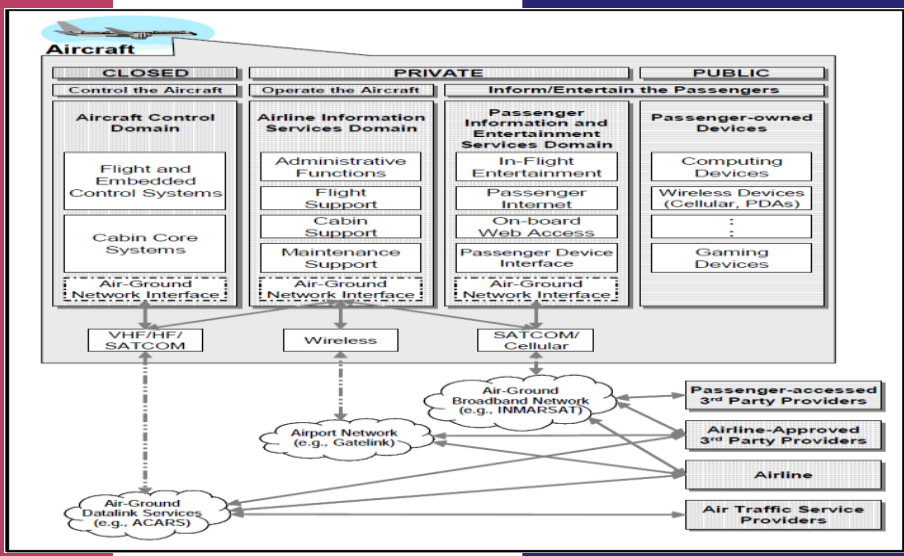 Aircraft
CLOSED
PRIVATE
PUBLIC
Control the Aircraft
Operate the Aircraft
Inform/Entertain the Passengers
Aircraft Control
Domain
Flight and
Embedded
Control Systems
Cabin Core
Systems
Air-Ground
Network Interface
Airline Information
Services Domain
Administrative
Functions
Flight
Support
Cabin
Support
Maintenance
Support
Air-Ground
Network Interface
Passenger
Information and
Entertainment
Services Domain
In-Flight
Entertainment
Passenger
Internet
On-board
Web Access
Passenger Device
Interface
Air-Ground
Network Interface
Passenger-owned
Devices
Computing
Devices
Wireless Devices
(Cellular, PDAs)
:
:
Gaming
Devices
VHF/HF/
SATCOM
Wireless
SATCOM/
Cellular
Air-Ground
Broadband Network
(e.g., INMARSAT)
Airport Network
(e.g., Gatelink)
Air-Ground
Datalink Services
(e.g., ACARS)
Passenger-accessed
3rd Party Providers
Airline-Approved
3rd Party Providers
Airline
Air Traffic Service
Providers